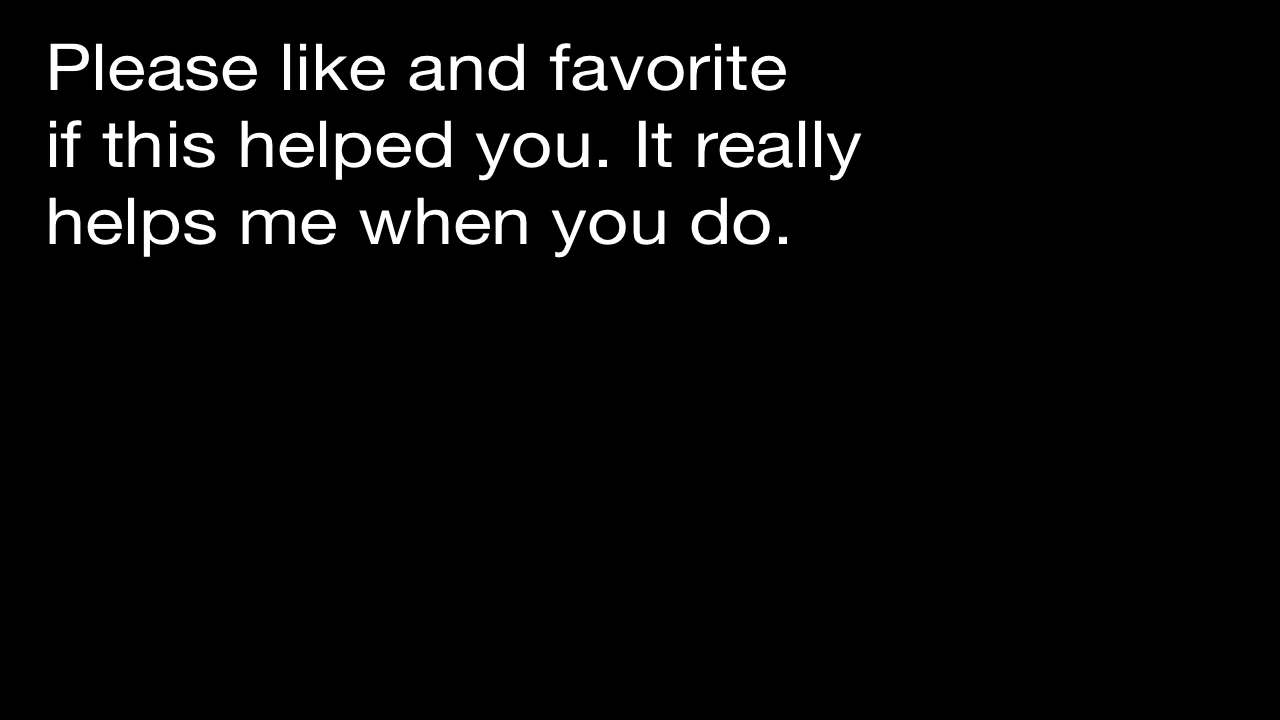 Please like and favorite
if this helped you. It really
helps me when you do.